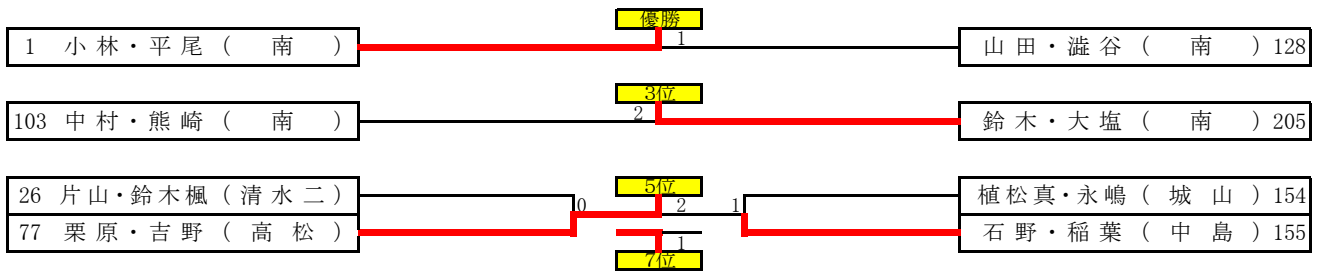 優勝
1 小林・平尾（ 南 ） 1 山田・澁谷（ 南 ）128
3位
103 中村・熊崎（ 南 ） 2 鈴木・大塩（ 南 ）205
26 片山・鈴木楓（清水二） 5位 植松真・永嶋（ 城 山 ）154
0 2 1
77 栗原・吉野（ 高 松 ） 石野・稲葉（ 中 島 ）155
1
7位